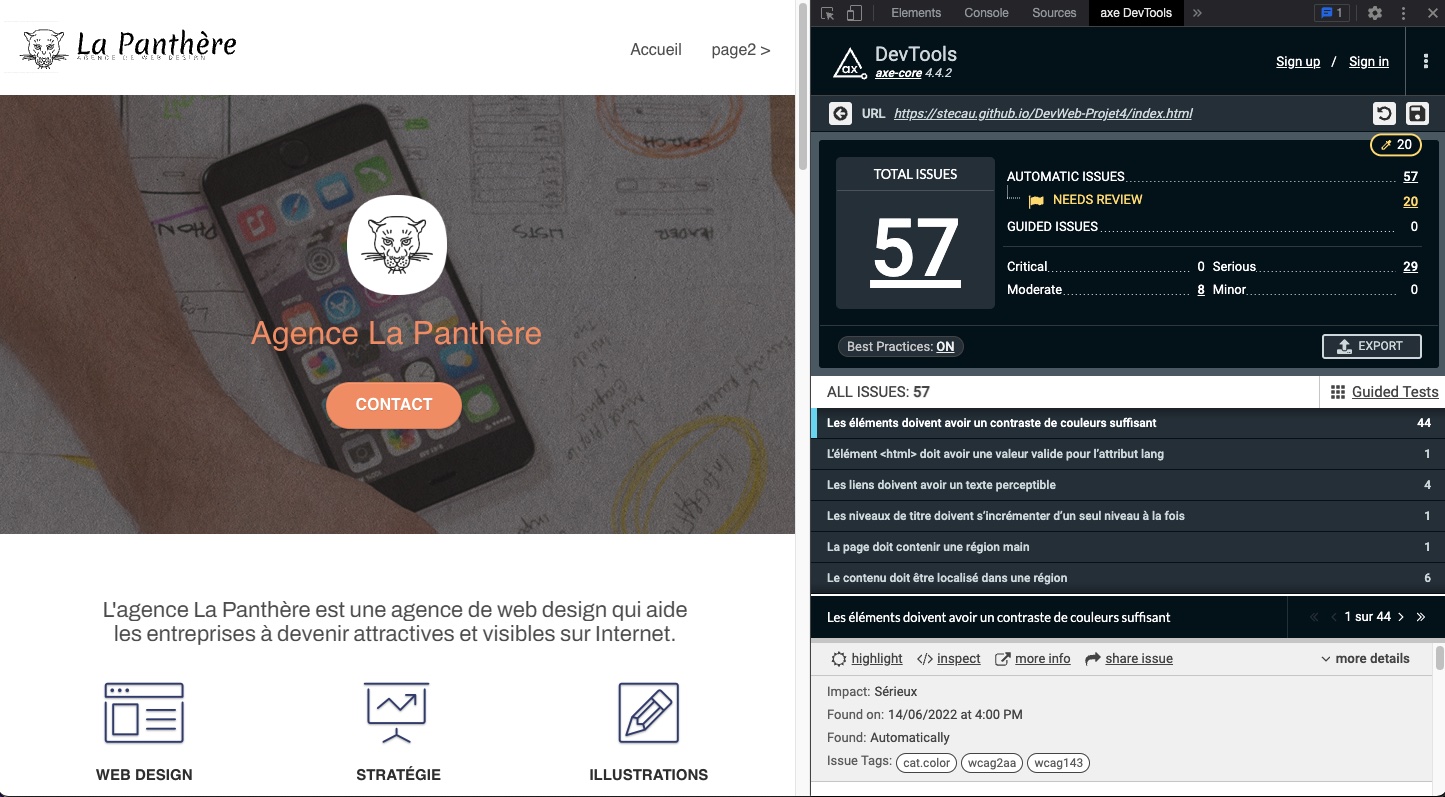 La Panthère
AGENCE DE WEB DESIGN
Accueil
page2 >
Agence La Panthère
CONTACT
L'agence La Panthère est une agence de web design qui aide
les entreprises à devenir attractives et visibles sur Internet.
WEB DESIGN
STRATÉGIE
ILLUSTRATIONS
Elements
Console
Sources
axe DevTools
»
1
ax
DevTools
axe-core 4.4.2
Sign up / Sign in
URL https://stecau.github.io/DevWeb-Projet4/index.html
20
TOTAL ISSUES
57
AUTOMATIC ISSUES 57
NEEDS REVIEW 20
GUIDED ISSUES 0
Critical 0 Serious 29
Moderate 8 Minor 0
Best Practices: ON
EXPORT
ALL ISSUES: 57
Guided Tests
Les éléments doivent avoir un contraste de couleurs suffisant 44
L'élément <html> doit avoir une valeur valide pour l'attribut lang 1
Les liens doivent avoir un texte perceptible 4
Les niveaux de titre doivent s'incrémenter d'un seul niveau à la fois 1
La page doit contenir une région main 1
Le contenu doit être localisé dans une région 6
Les éléments doivent avoir un contraste de couleurs suffisant
« ‹ 1 sur 44 › »
highlight </> inspect more info share issue more details
Impact: Sérieux
Found on: 14/06/2022 at 4:00 PM
Found: Automatically
Issue Tags: cat.color wcag2aa wcag143